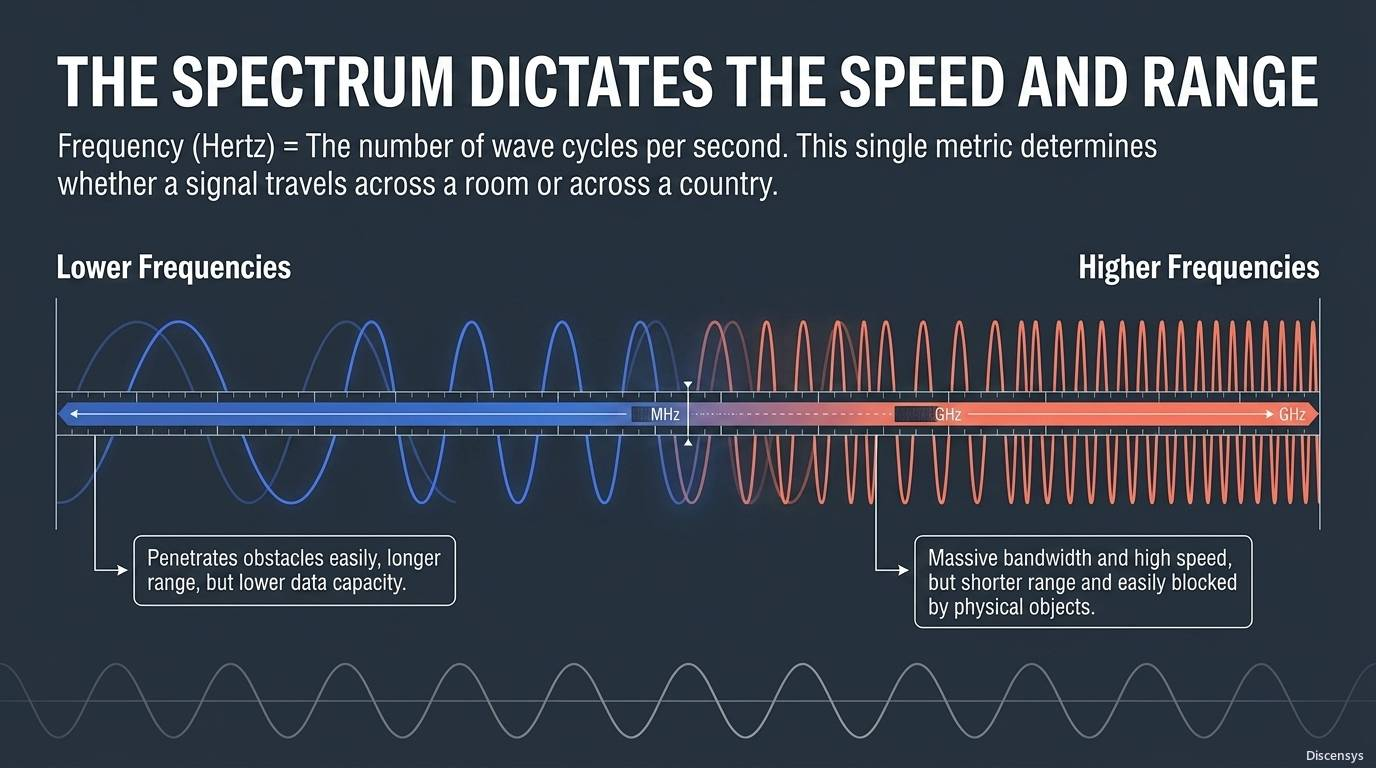 THE SPECTRUM DICTATES THE SPEED AND RANGE
Frequency (Hertz) = The number of wave cycles per second. This single metric determines
whether a signal travels across a room or across a country.
Lower Frequencies
Higher Frequencies
MHz
GHz
GHz
Penetrates obstacles easily, longer
range, but lower data capacity.
Massive bandwidth and high speed,
but shorter range and easily blocked
by physical objects.
Discensys